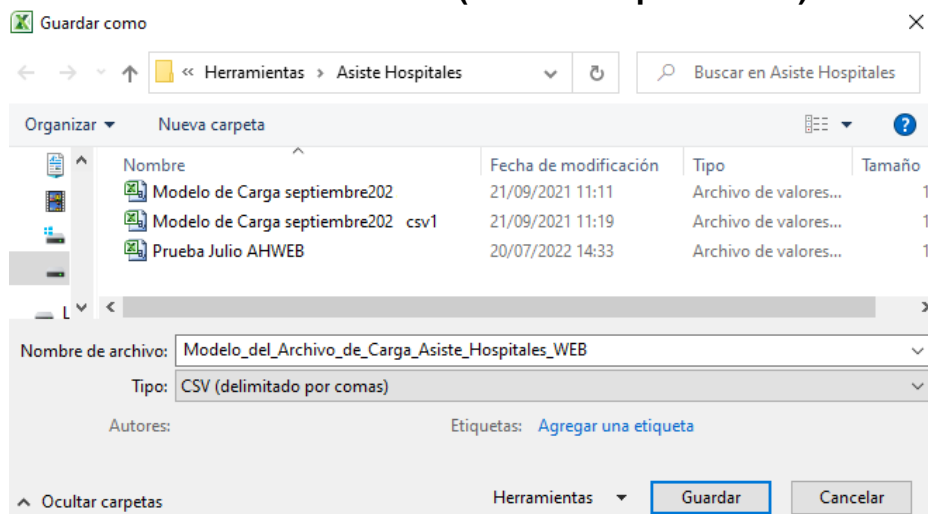 Guardar como
« Herramientas › Asiste Hospitales
Buscar en Asiste Hospitales
Organizar
Nueva carpeta
Nombre Fecha de modificación Tipo Tamaño
Modelo de Carga septiembre202 21/09/2021 11:11 Archivo de valores... 1
Modelo de Carga septiembre202 csv1 21/09/2021 11:19 Archivo de valores... 1
Prueba Julio AHWEB 20/07/2022 14:33 Archivo de valores... 1
L
Nombre de archivo: Modelo_del_Archivo_de_Carga_Asiste_Hospitales_WEB
Tipo: CSV (delimitado por comas)
Autores: Etiquetas: Agregar una etiqueta
Ocultar carpetas Herramientas Guardar Cancelar